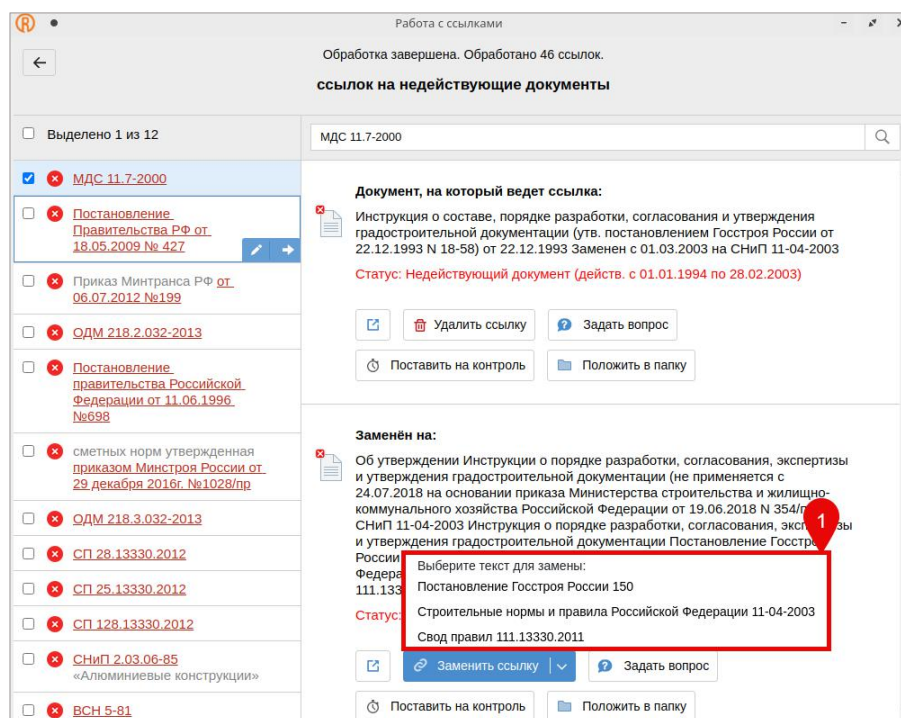 Работа с ссылками
Обработка завершена. Обработано 46 ссылок.
ссылок на недействующие документы
Выделено 1 из 12
МДС 11.7-2000
МДС 11.7-2000
Постановление
Правительства РФ от
18.05.2009 № 427
Приказ Минтранса РФ от
06.07.2012 №199
ОДМ 218.2.032-2013
Постановление
правительства Российской
Федерации от 11.06.1996
№698
сметных норм утвержденная
приказом Минстроя России от
29 декабря 2016г. №1028/пр
ОДМ 218.3.032-2013
СП 28.13330.2012
СП 25.13330.2012
СП 128.13330.2012
СНиП 2.03.06-85
«Алюминиевые конструкции»
ВСН 5-81
Документ, на который ведет ссылка:
Инструкция о составе, порядке разработки, согласования и утверждения
градостроительной документации (утв. постановлением Госстроя России от
22.12.1993 N 18-58) от 22.12.1993 Заменен с 01.03.2003 на СНиП 11-04-2003
Статус: Недействующий документ (действ. с 01.01.1994 по 28.02.2003)
Удалить ссылку
Задать вопрос
Поставить на контроль
Положить в папку
Заменён на:
Об утверждении Инструкции о порядке разработки, согласования, экспертизы
и утверждения градостроительной документации (не применяется с
24.07.2018 на основании приказа Министерства строительства и жилищно-
коммунального хозяйства Российской Федерации от 19.06.2018 N 354/
СНиП 11-04-2003 Инструкция о порядке разработки, согласования,
и утверждения градостроительной документации Постановление
России
1
Статус:
Выберите текст для замены:
Постановление Госстроя России 150
Строительные нормы и правила Российской Федерации 11-04-2003
Свод правил 111.13330.2011
Заменить ссылку
Задать вопрос
Поставить на контроль
Положить в папку